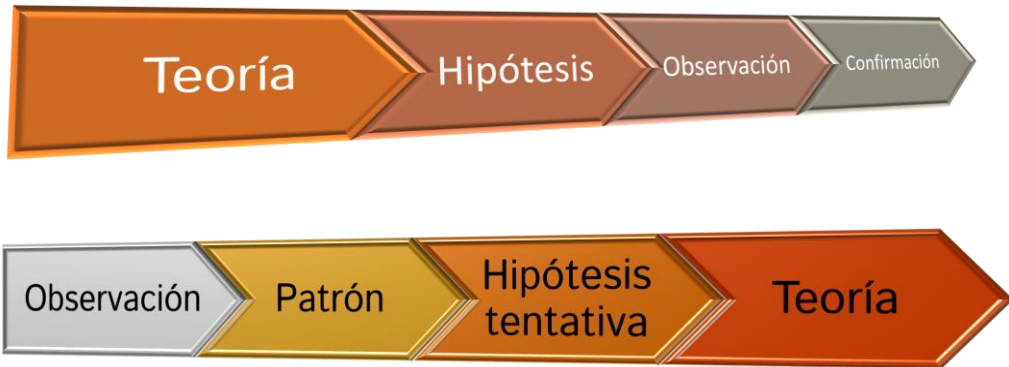 Teoría
Hipótesis
Observación
Confirmación
Observación
Patrón
Hipótesis
tentativa
Teoría